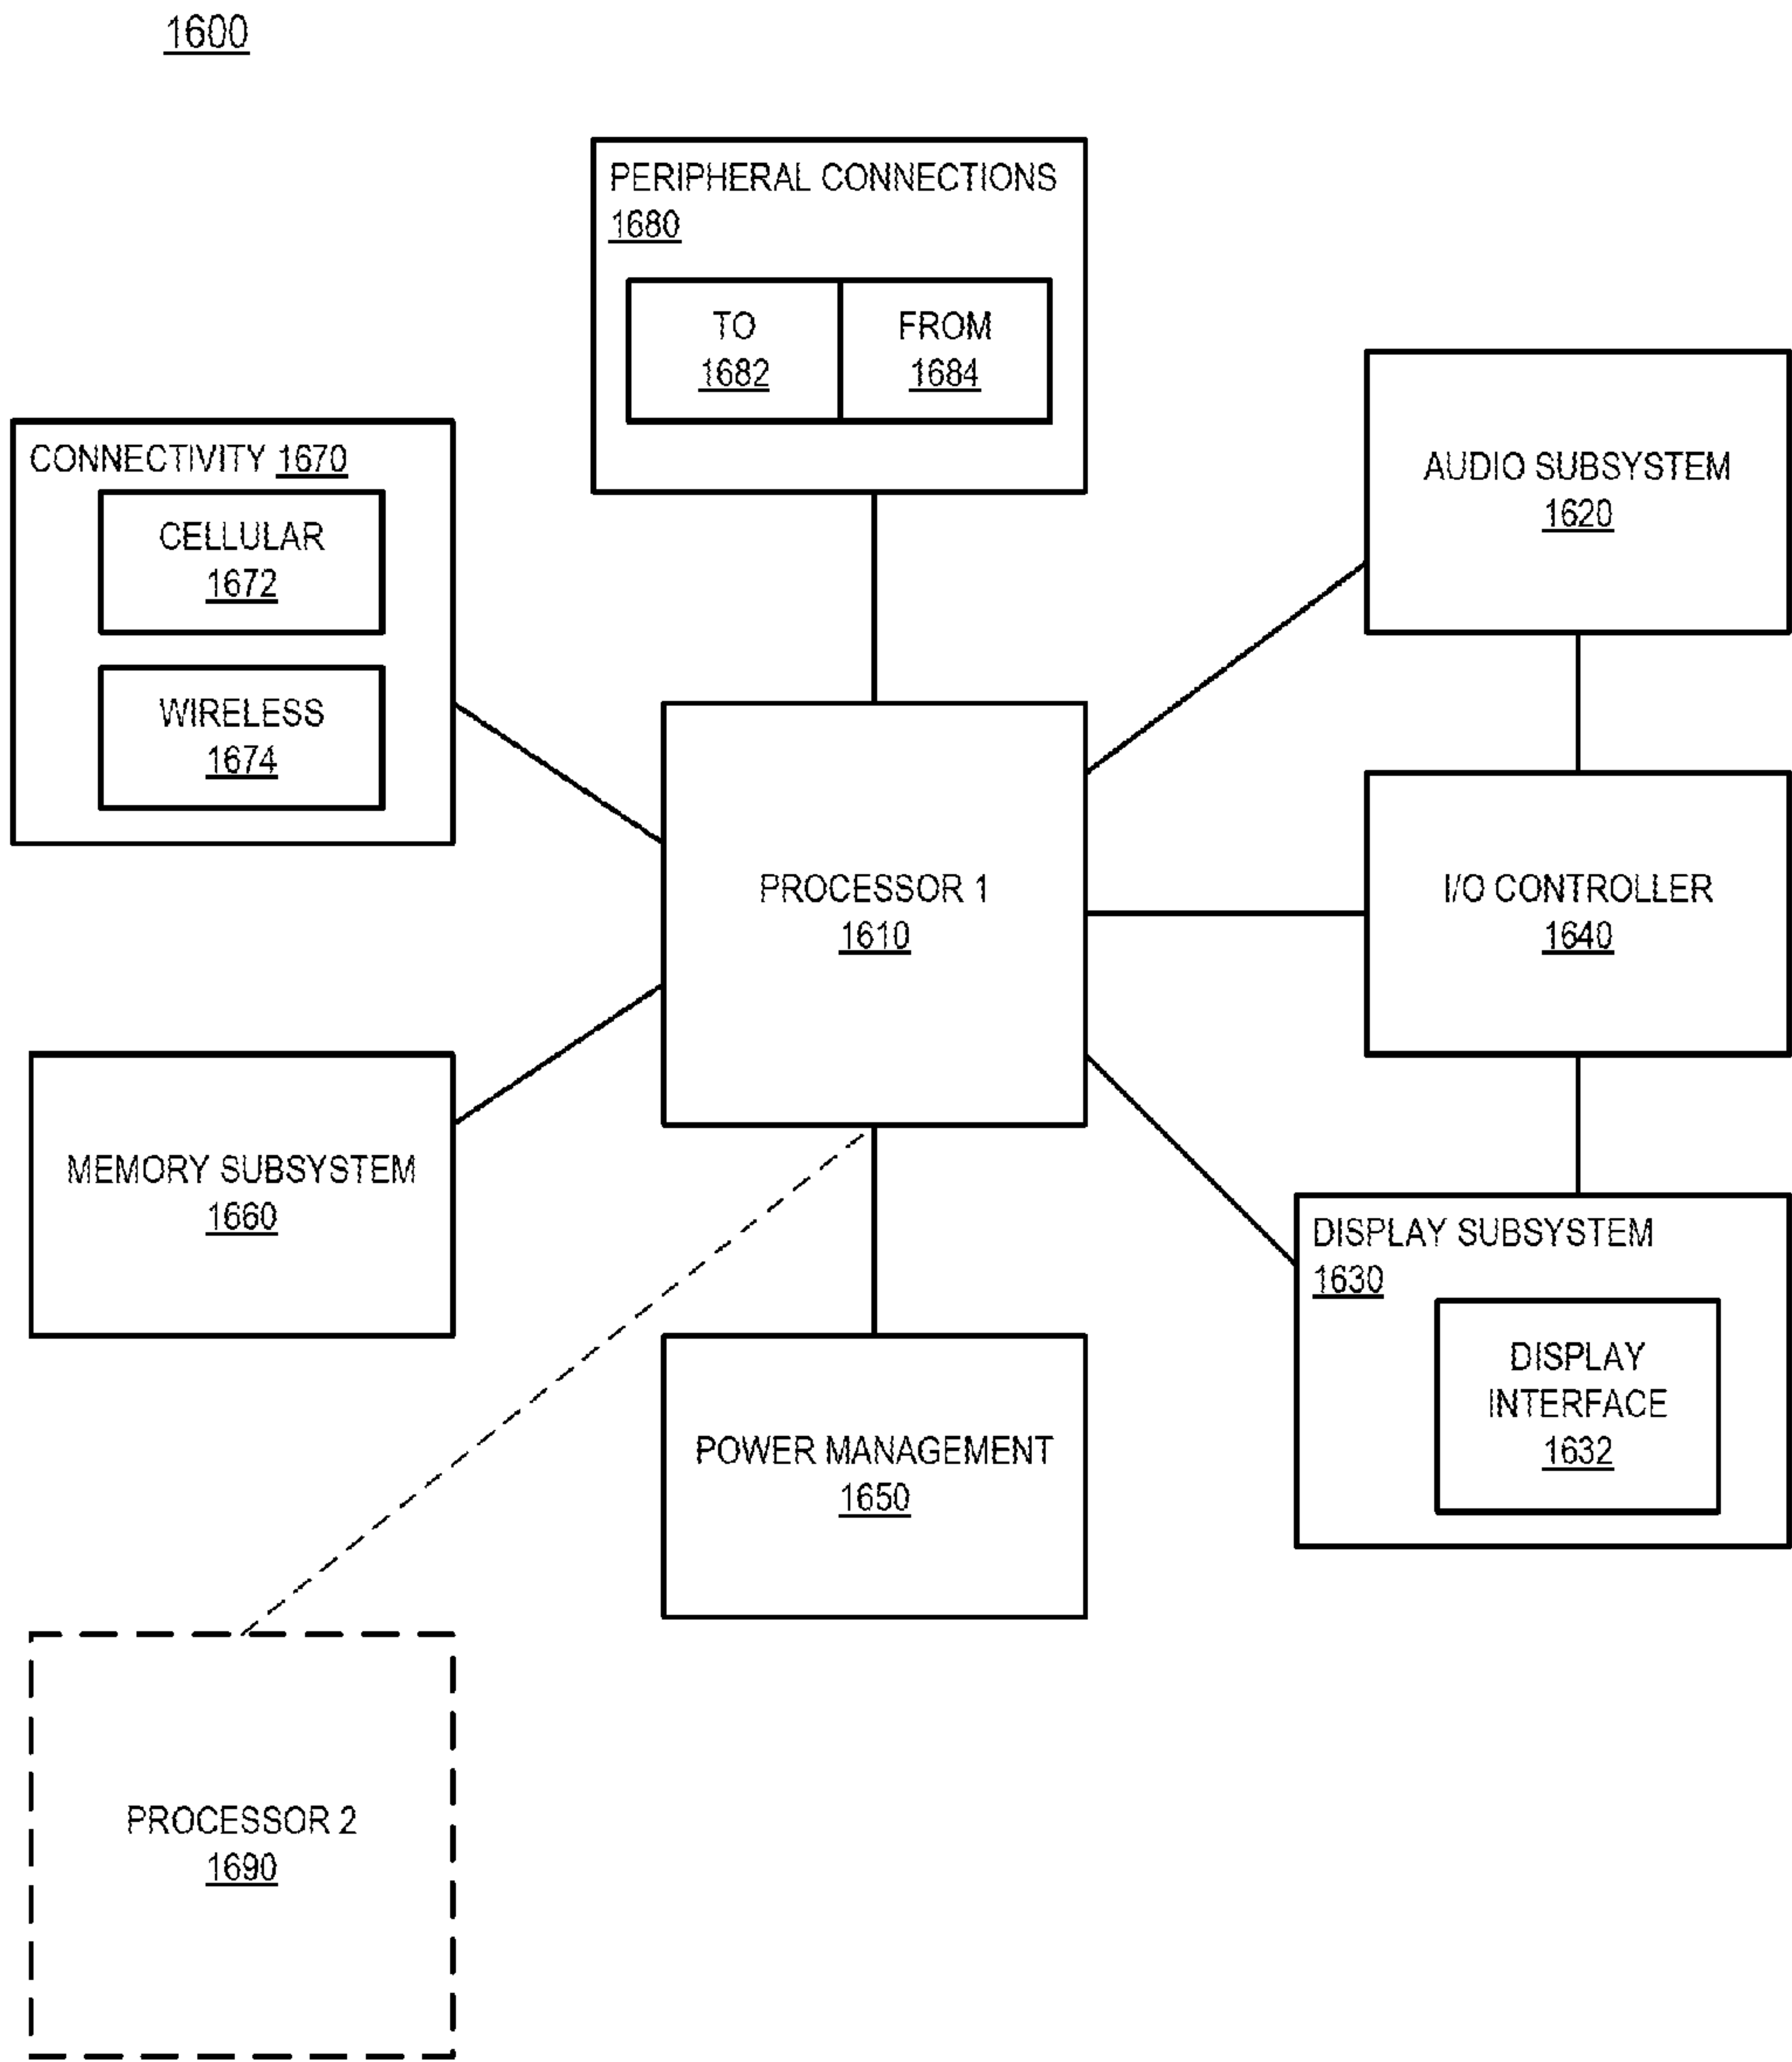 1600
PERIPHERAL CONNECTIONS
1680
TO
1682
FROM
1684
AUDIO SUBSYSTEM
1620
CONNECTIVITY 1670
CELLULAR
1672
WIRELESS
1674
PROCESSOR 1
1610
I/O CONTROLLER
1640
MEMORY SUBSYSTEM
1660
DISPLAY SUBSYSTEM
1630
DISPLAY
INTERFACE
1632
POWER MANAGEMENT
1650
PROCESSOR 2
1690